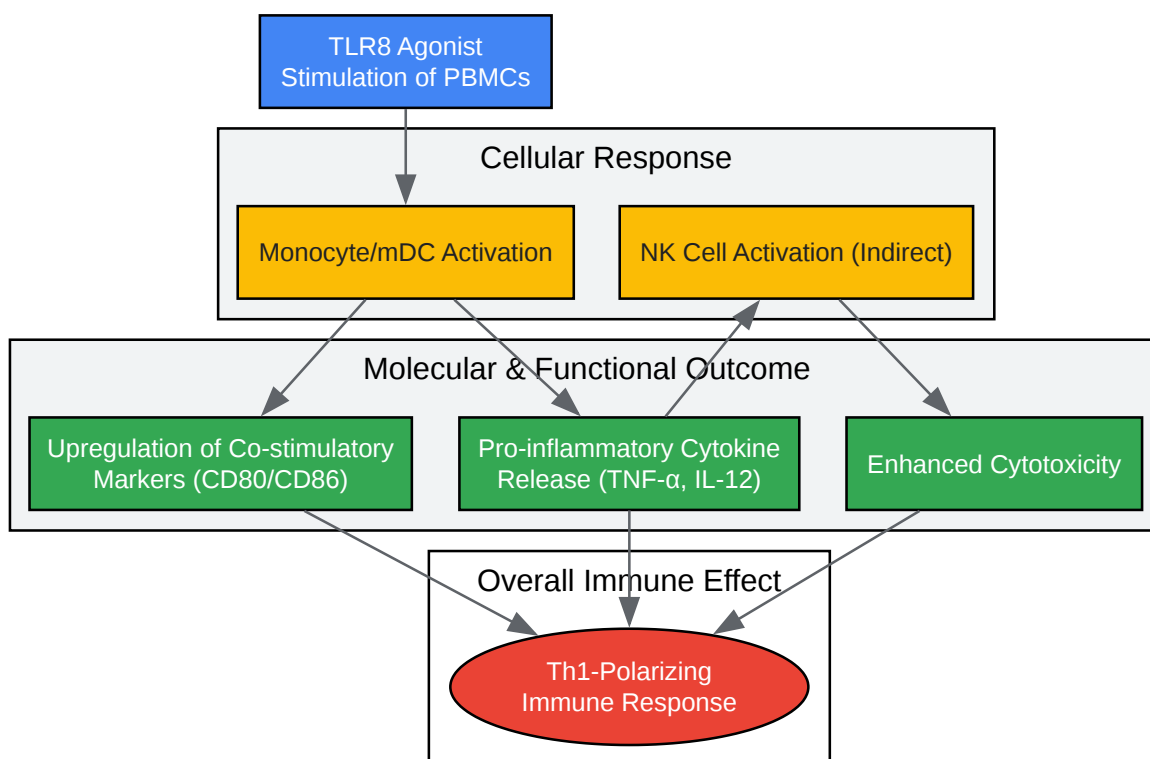 TLR8 Agonist
Stimulation of PBMCs
Cellular Response
Monocyte/mDC Activation
NK Cell Activation (Indirect)
Molecular & Functional Outcome
Upregulation of Co-stimulatory
Markers (CD80/CD86)
Pro-inflammatory Cytokine
Release (TNF-α, IL-12)
Enhanced Cytotoxicity
Overall Immune Effect
Th1-Polarizing
Immune Response